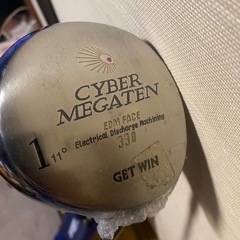 CYBER
MEGATEN
EDM FACE
1 11° Electrical Discharge Machining
330
GET WIN